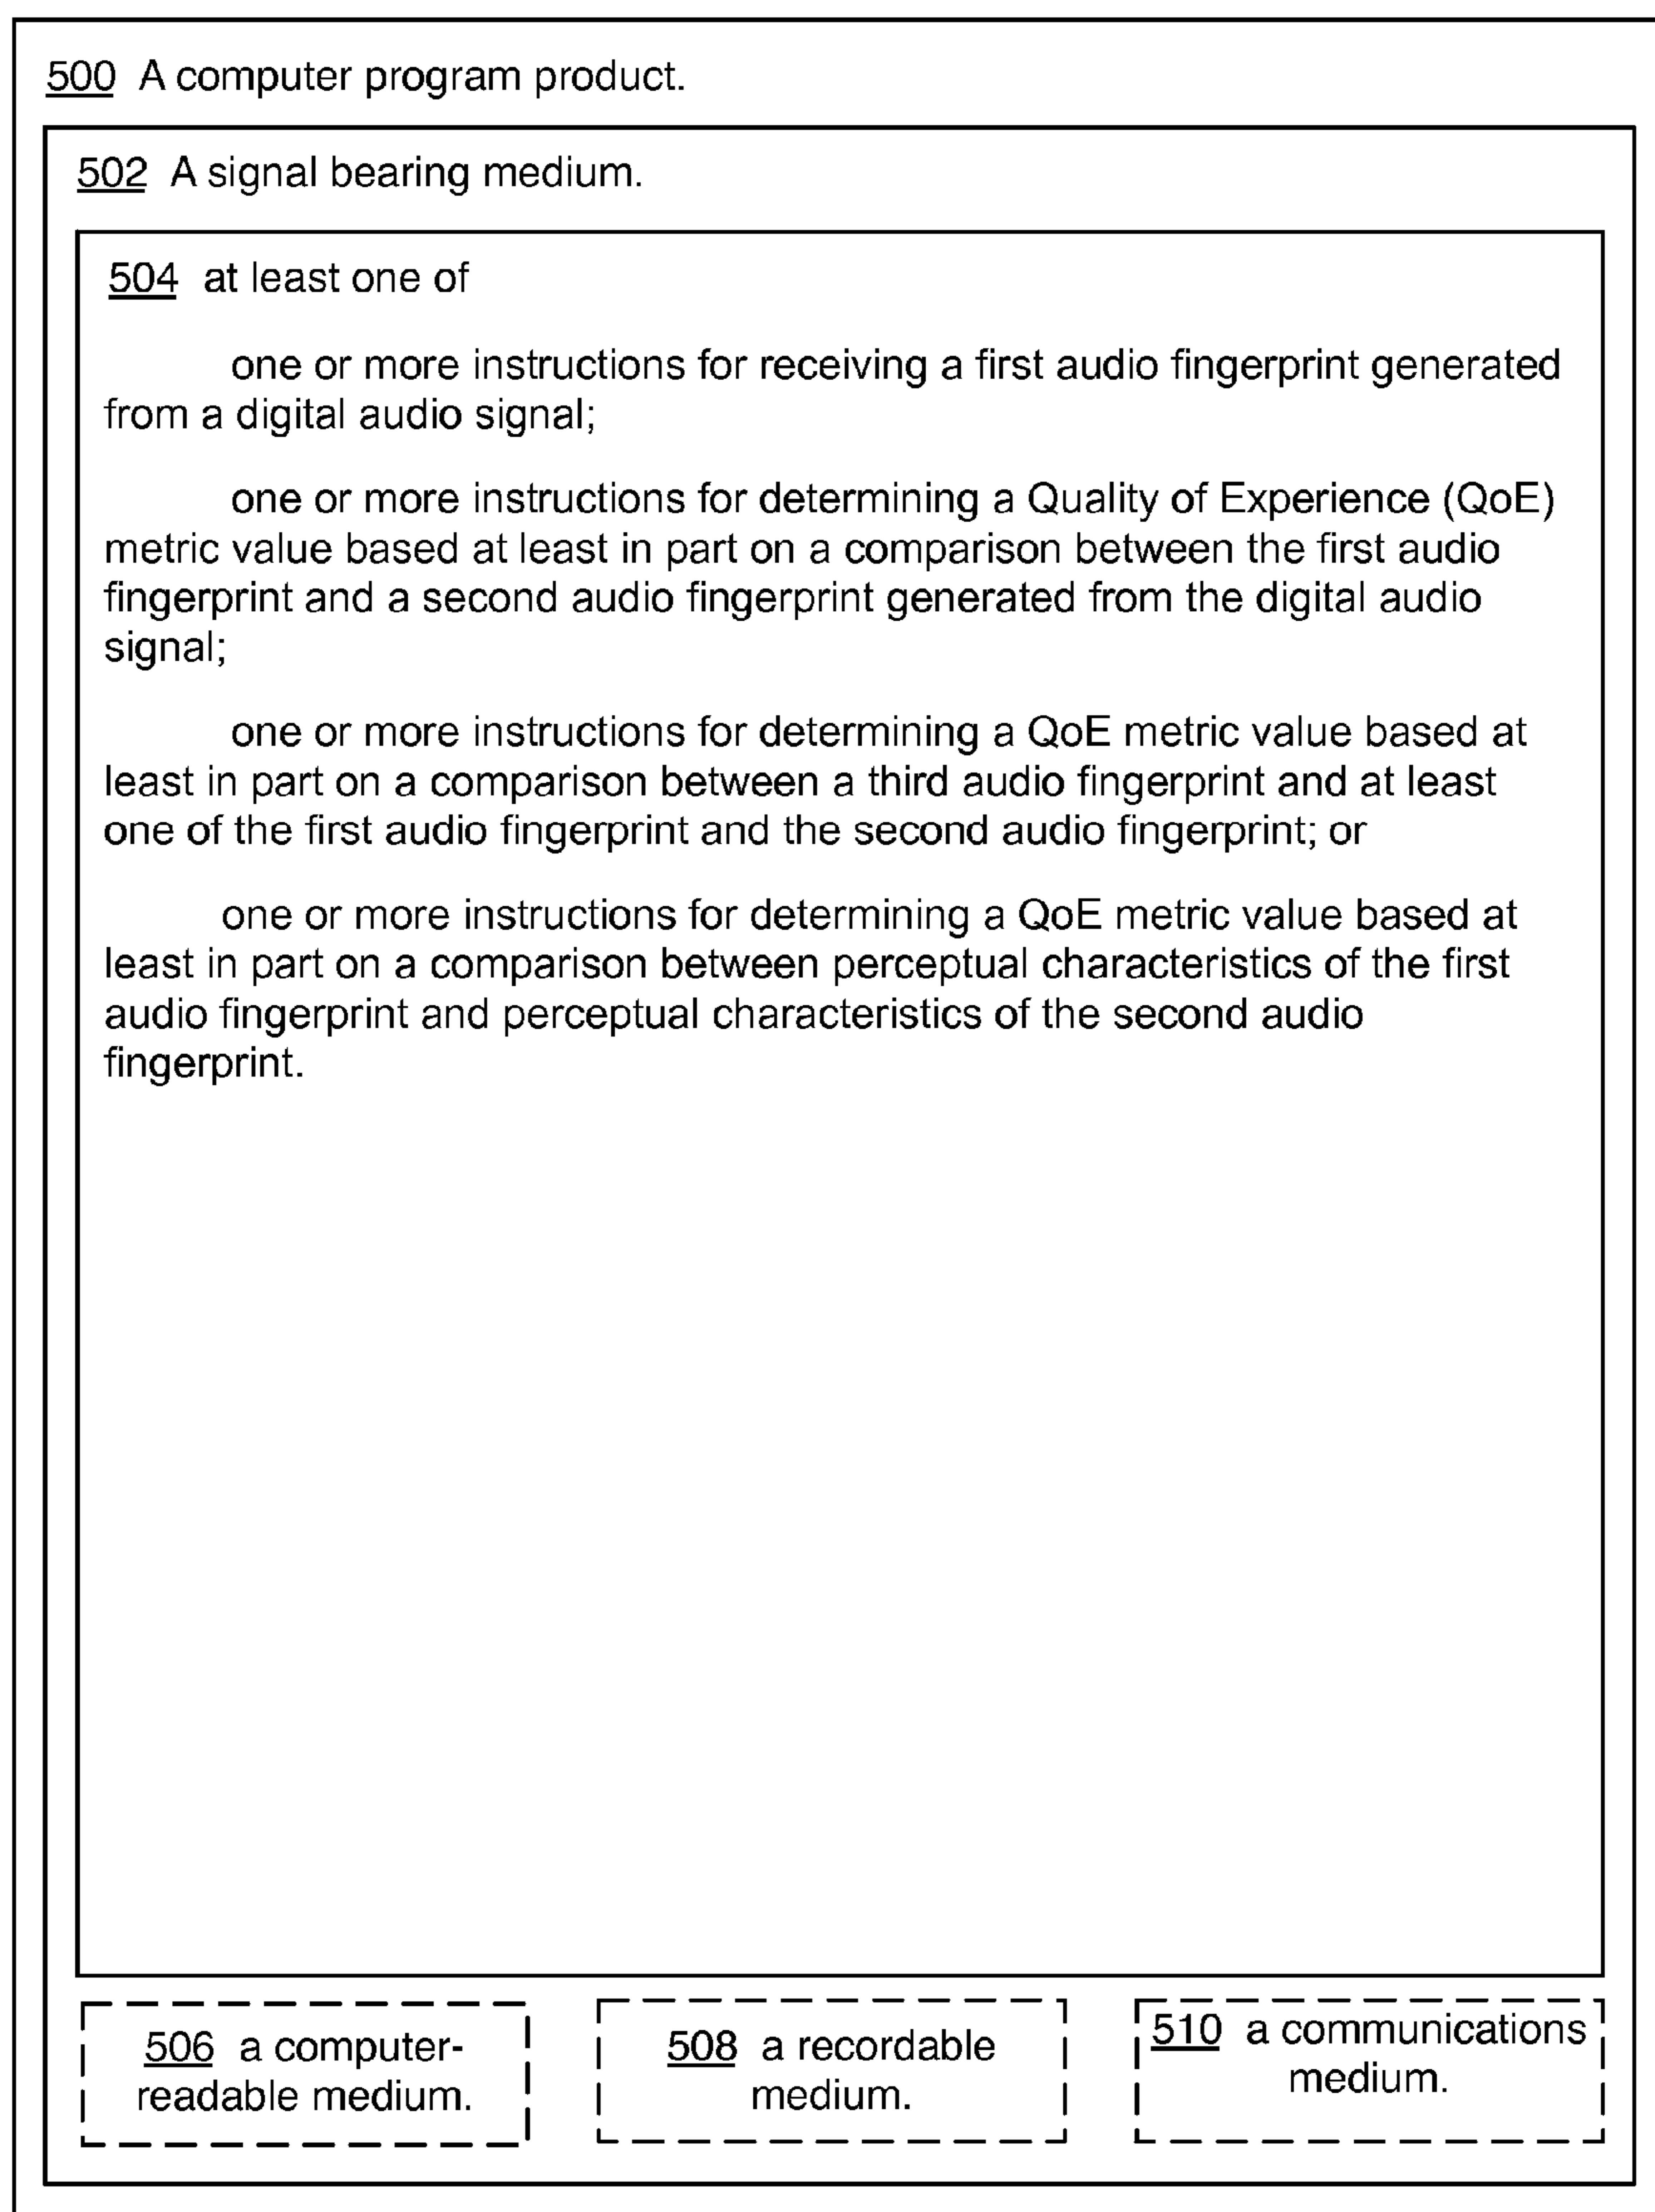 500 A computer program product.
502 A signal bearing medium.
504 at least one of
one or more instructions for receiving a first audio fingerprint generated
from a digital audio signal;
one or more instructions for determining a Quality of Experience (QoE)
metric value based at least in part on a comparison between the first audio
fingerprint and a second audio fingerprint generated from the digital audio
signal;
one or more instructions for determining a QoE metric value based at
least in part on a comparison between a third audio fingerprint and at least
one of the first audio fingerprint and the second audio fingerprint; or
one or more instructions for determining a QoE metric value based at
least in part on a comparison between perceptual characteristics of the first
audio fingerprint and perceptual characteristics of the second audio
fingerprint.
506 a computer-
readable medium.
508 a recordable
medium.
510 a communications
medium.